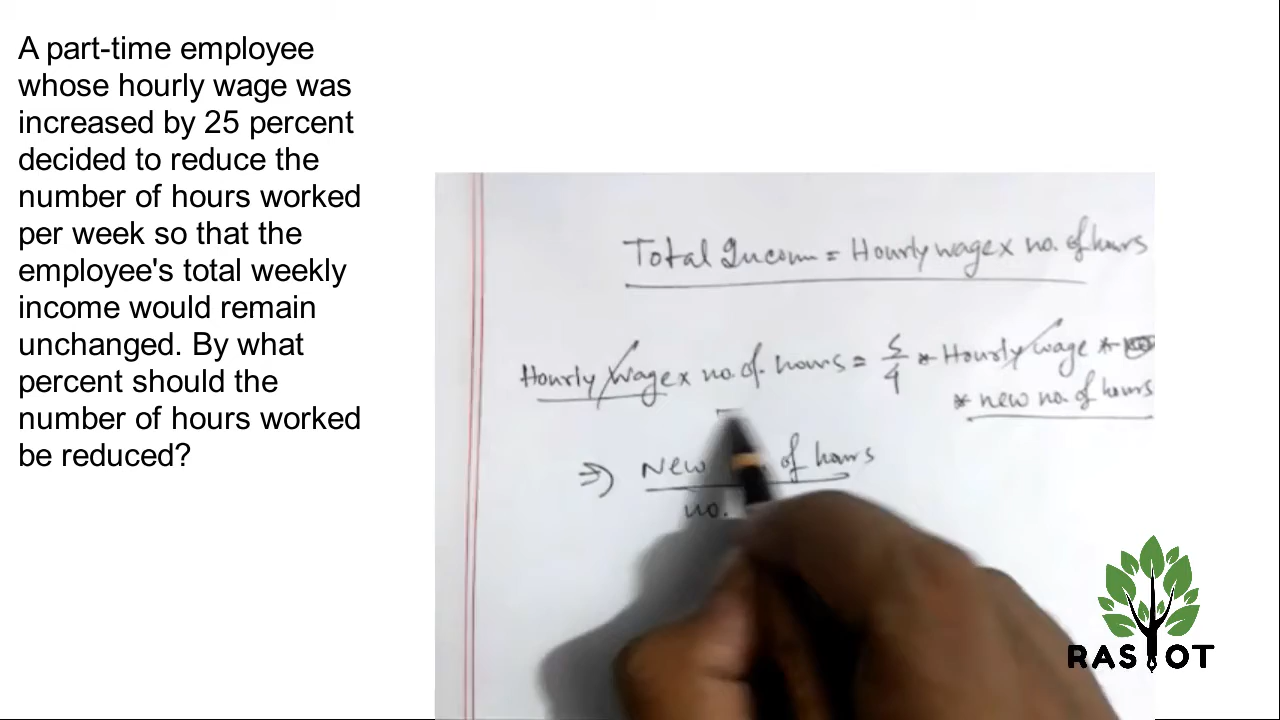 A part-time employee
whose hourly wage was
increased by 25 percent
decided to reduce the
number of hours worked
per week so that the
employee's total weekly
income would remain
unchanged. By what
percent should the
number of hours worked
be reduced?
Total Incom = Hourly wage x no. of hours
Hourly wage x no. of hours = 5/4 * Hourly wage *
* new no. of hours
⇒ New of hours
no.
RASIOT